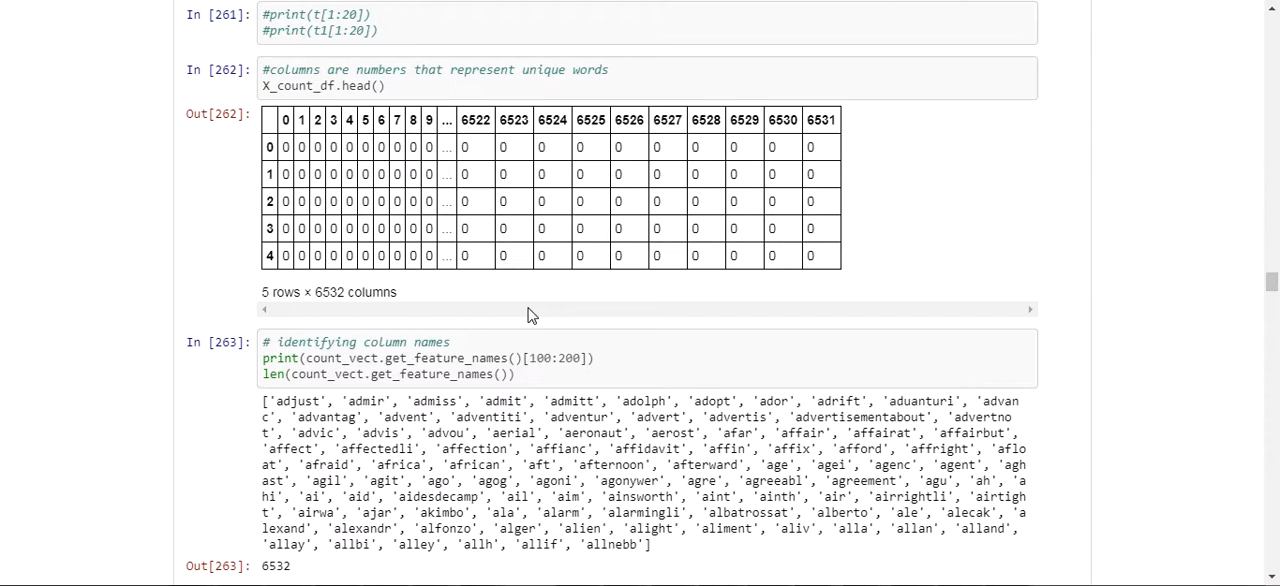 In [261]: #print(t[1:20])
#print(t1[1:20])
In [262]: #columns are numbers that represent unique words
X_count_df.head()
Out[262]:
0 1 2 3 4 5 6 7 8 9 ... 6522 6523 6524 6525 6526 6527 6528 6529 6530 6531
0 0 0 0 0 0 0 0 0 0 0 ... 0 0 0 0 0 0 0 0 0 0
1 0 0 0 0 0 0 0 0 0 0 ... 0 0 0 0 0 0 0 0 0 0
2 0 0 0 0 0 0 0 0 0 0 ... 0 0 0 0 0 0 0 0 0 0
3 0 0 0 0 0 0 0 0 0 0 ... 0 0 0 0 0 0 0 0 0 0
4 0 0 0 0 0 0 0 0 0 0 ... 0 0 0 0 0 0 0 0 0 0
5 rows × 6532 columns
In [263]: # identifying column names
print(count_vect.get_feature_names()[100:200])
len(count_vect.get_feature_names())
['adjust', 'admir', 'admiss', 'admit', 'admitt', 'adolph', 'adopt', 'ador', 'adrift', 'aduanturi', 'advan
c', 'advantag', 'advent', 'adventiti', 'adventur', 'advert', 'advertis', 'advertisementabout', 'advertno
t', 'advic', 'advis', 'advou', 'aerial', 'aeronaut', 'aerost', 'afar', 'affair', 'affairat', 'affairbut',
'affect', 'affectedli', 'affection', 'affianc', 'affidavit', 'affin', 'affix', 'afford', 'affright', 'aflo
at', 'afraid', 'africa', 'african', 'aft', 'afternoon', 'afterward', 'age', 'agei', 'agenc', 'agent', 'agh
ast', 'agil', 'agit', 'ago', 'agog', 'agoni', 'agonywer', 'agre', 'agreeabl', 'agreement', 'agu', 'ah', 'a
hi', 'ai', 'aid', 'aidesdecamp', 'ail', 'aim', 'ainsworth', 'aint', 'ainth', 'air', 'airrightli', 'airtigh
t', 'airwa', 'ajar', 'akimbo', 'ala', 'alarm', 'alarmingli', 'albatrossat', 'alberto', 'ale', 'alecak', 'a
lexand', 'alexandr', 'alfonzo', 'alger', 'alien', 'alight', 'aliment', 'aliv', 'alla', 'allan', 'alland',
'allay', 'allbi', 'alley', 'allh', 'allif', 'allnebb']
Out[263]: 6532